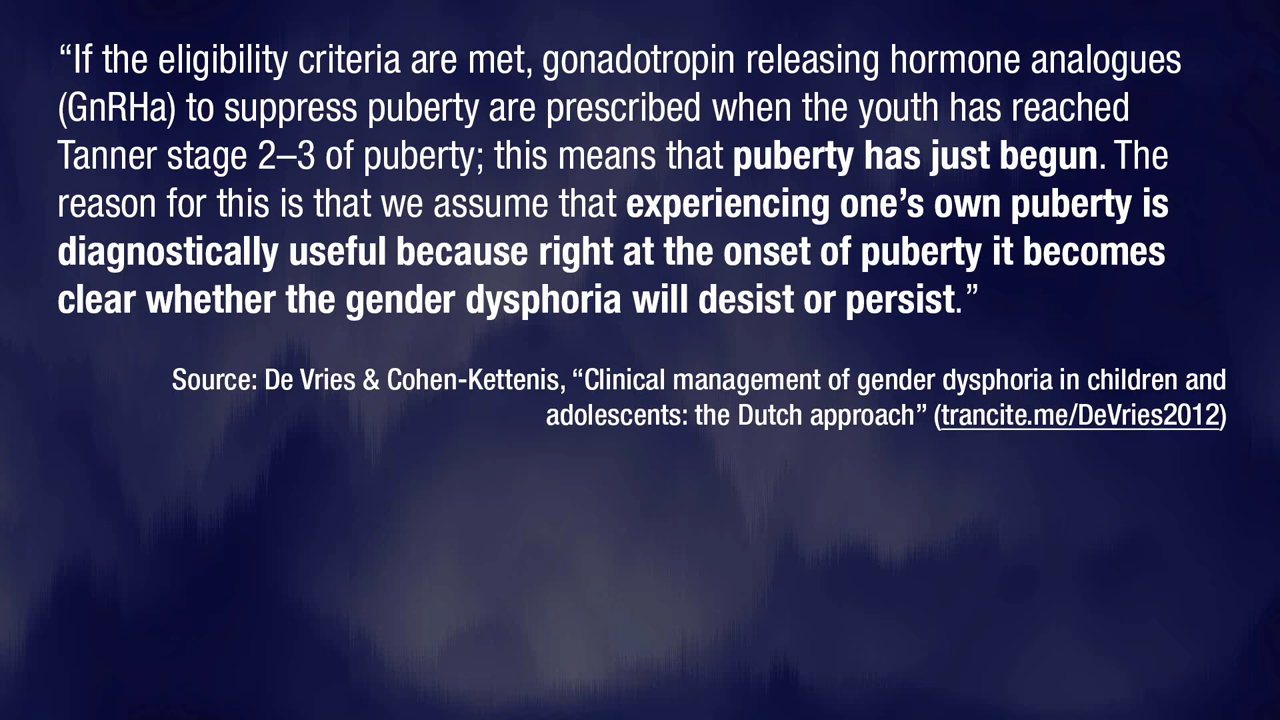 “If the eligibility criteria are met, gonadotropin releasing hormone analogues
(GnRHa) to suppress puberty are prescribed when the youth has reached
Tanner stage 2–3 of puberty; this means that puberty has just begun. The
reason for this is that we assume that experiencing one’s own puberty is
diagnostically useful because right at the onset of puberty it becomes
clear whether the gender dysphoria will desist or persist.”
Source: De Vries & Cohen-Kettenis, “Clinical management of gender dysphoria in children and
adolescents: the Dutch approach” (trancite.me/DeVries2012)